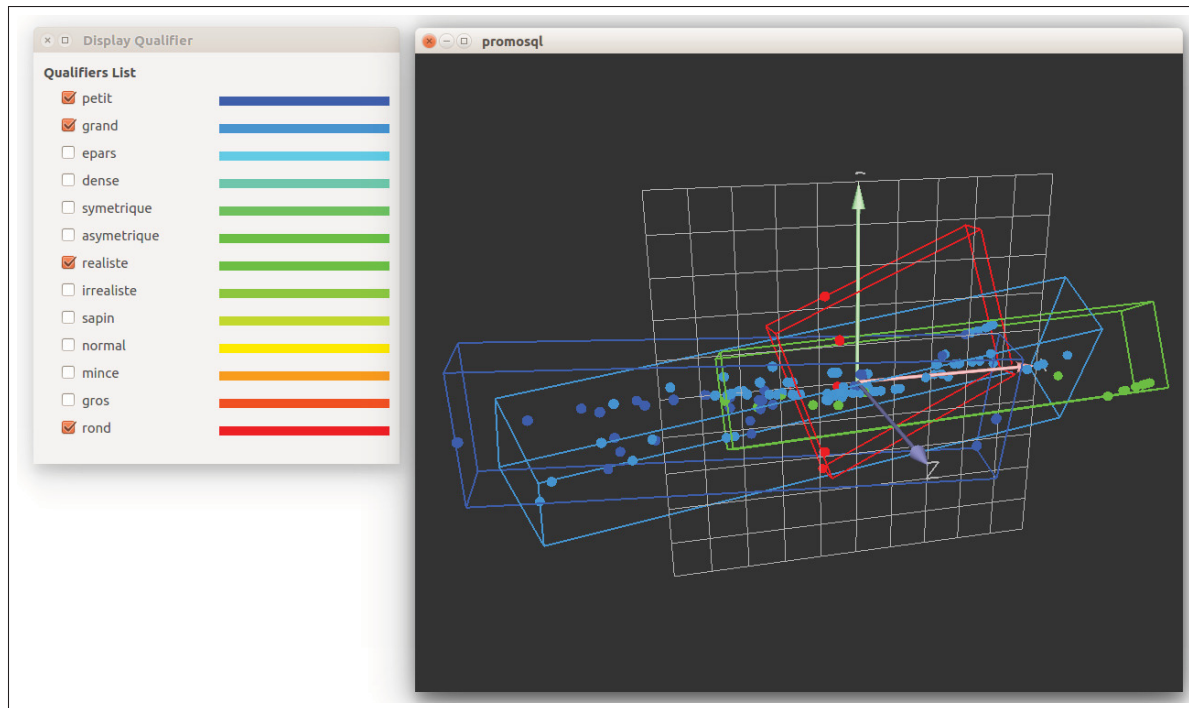 Display Qualifier
Qualifiers List
petit
grand
epars
dense
symetrique
asymetrique
realiste
irrealiste
sapin
normal
mince
gros
rond
promosql
Z